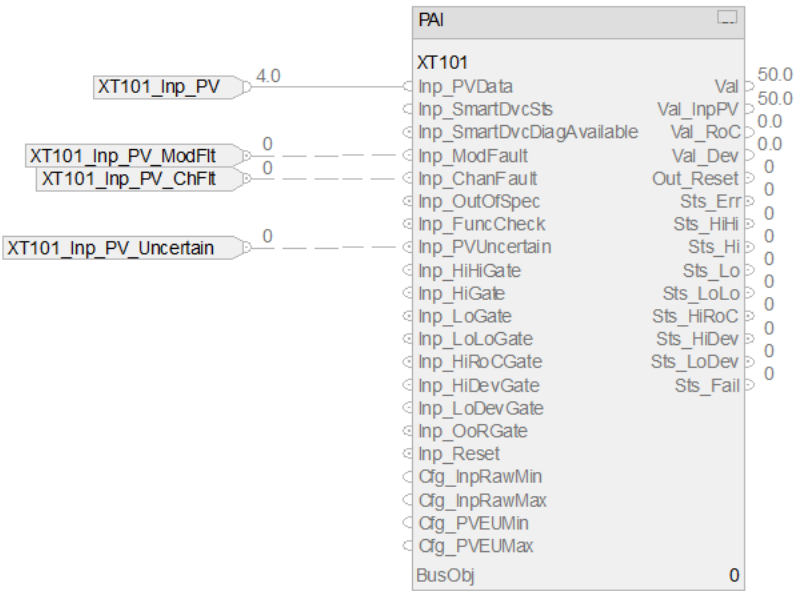 PAI
XT101
XT101_Inp_PV 4.0 Inp_PVData Val 50.0
Inp_SmartDvcSts Val_InpPV 50.0
Inp_SmartDvcDiagAvailable Val_RoC 0.0
XT101_Inp_PV_ModFlt 0 Inp_ModFault Val_Dev 0.0
XT101_Inp_PV_ChFlt 0 Inp_ChanFault Out_Reset 0
Inp_OutOfSpec Sts_Err 0
Inp_FuncCheck Sts_HiHi 0
XT101_Inp_PV_Uncertain 0 Inp_PVUncertain Sts_Hi 0
Inp_HiHiGate Sts_Lo 0
Inp_HiGate Sts_LoLo 0
Inp_LoGate Sts_HiRoC 0
Inp_LoLoGate Sts_HiDev 0
Inp_HiRoCGate Sts_LoDev 0
Inp_HiDevGate Sts_Fail 0
Inp_LoDevGate
Inp_OoRGate
Inp_Reset
Cfg_InpRawMin
Cfg_InpRawMax
Cfg_PVEUMin
Cfg_PVEUMax
BusObj 0